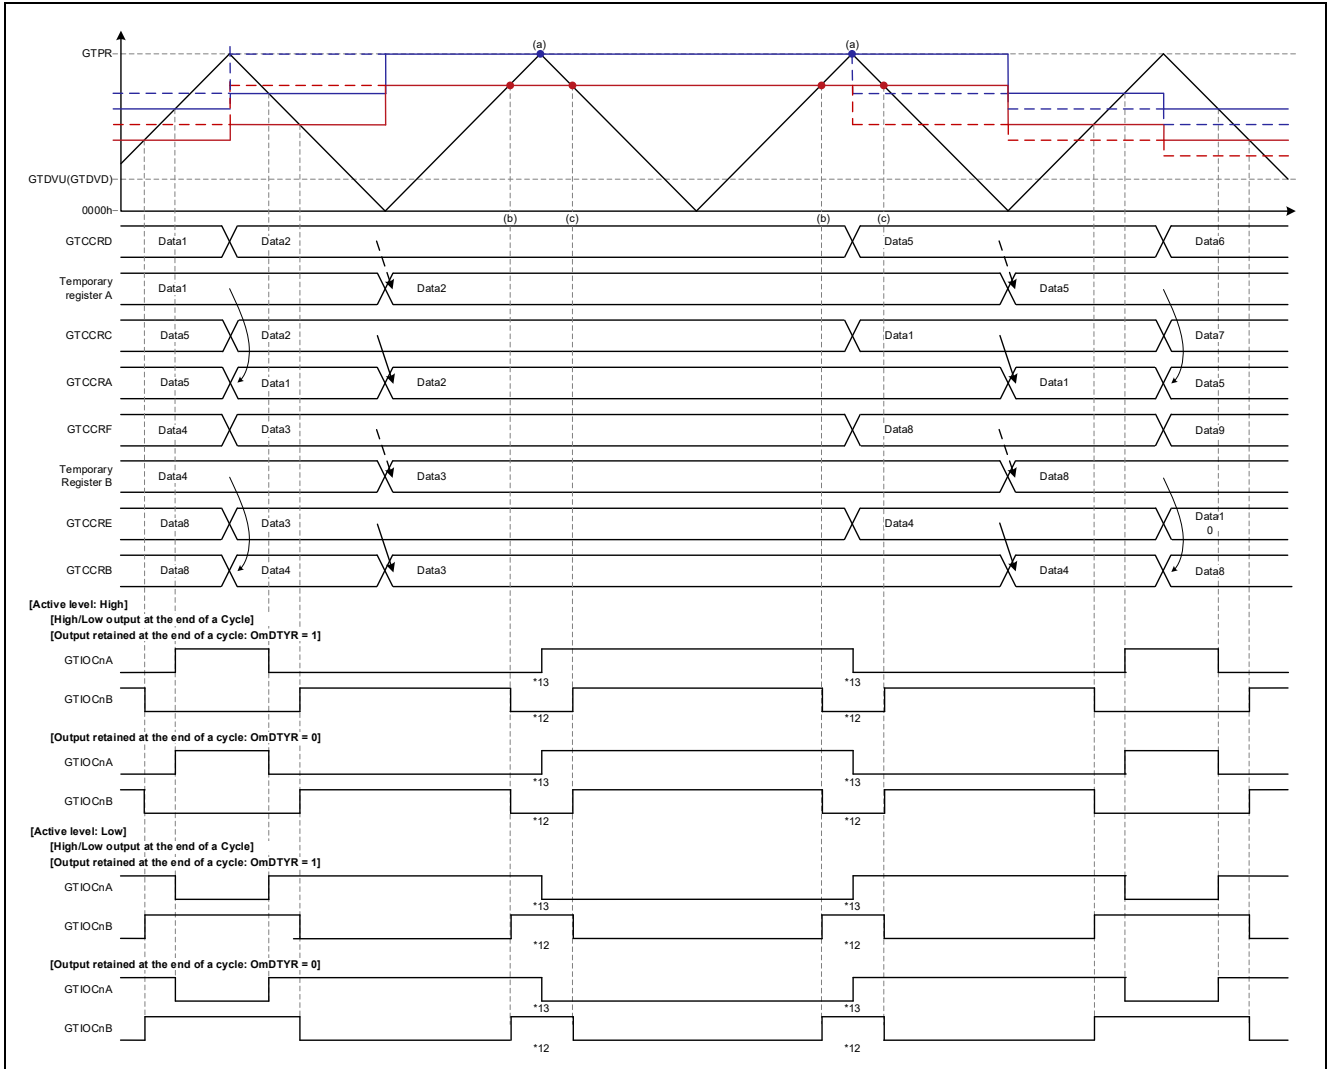 (a) (a)
GTPR
GTDVU(GTDVD)
0000h
(b) (c) (b) (c)
GTCCRD Data1 Data2 Data5 Data6
Temporary
register A
Data1 Data2 Data5
GTCCRC Data5 Data2 Data1 Data7
GTCCRA Data5 Data1 Data2 Data1 Data5
GTCCRF Data4 Data3 Data8 Data9
Temporary
Register B
Data4 Data3 Data8
GTCCRE Data8 Data3 Data4 Data1
0
GTCCRB Data8 Data4 Data3 Data4 Data8
[Active level: High]
[High/Low output at the end of a Cycle]
[Output retained at the end of a cycle: OmDTYR = 1]
GTIOCnA
*13 *13
GTIOCnB
*12 *12
[Output retained at the end of a cycle: OmDTYR = 0]
GTIOCnA
*13 *13
GTIOCnB
*12 *12
[Active level: Low]
[High/Low output at the end of a Cycle]
[Output retained at the end of a cycle: OmDTYR = 1]
GTIOCnA
*13 *13
GTIOCnB
*12 *12
[Output retained at the end of a cycle: OmDTYR = 0]
GTIOCnA
*13 *13
GTIOCnB
*12 *12